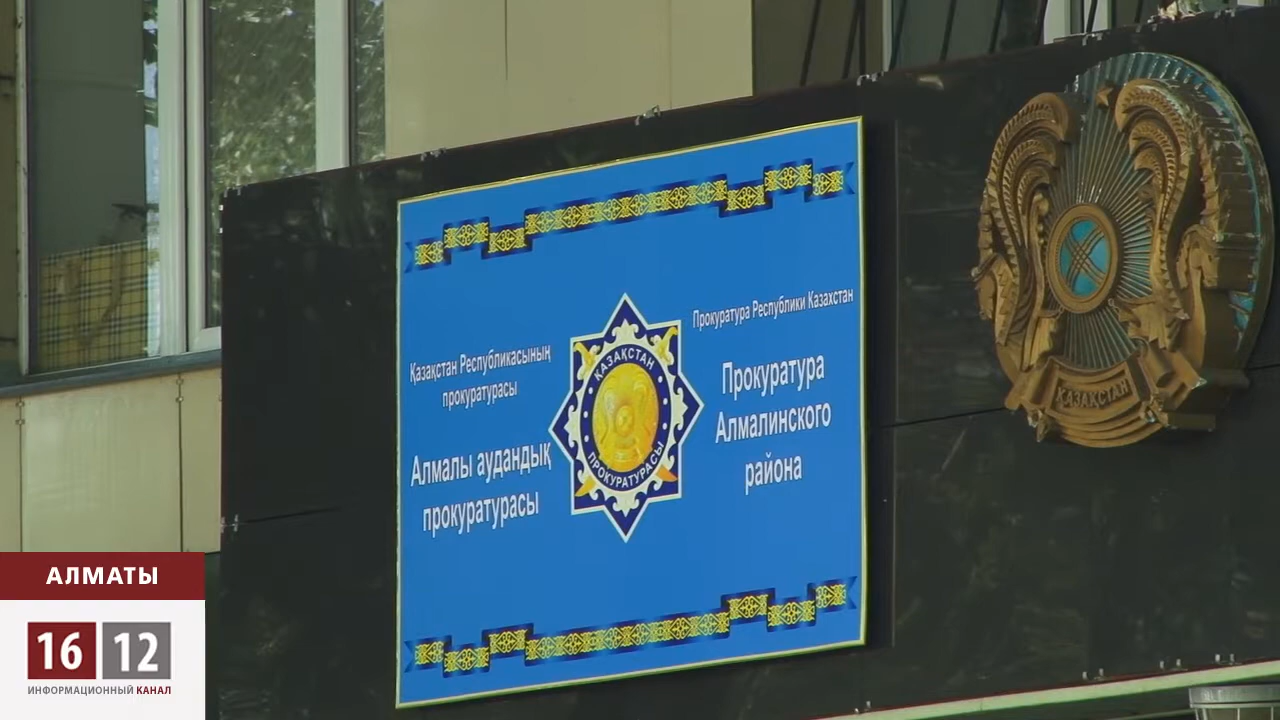 Қазақстан Республикасының
прокуратурасы
Алмалы аудандық
прокуратурасы
ҚАЗАҚСТАН
ПРОКУРАТУРАСЫ
Прокуратура Республики Казахстан
Прокуратура
Алмалинского
района
ҚАЗАҚСТАН
АЛМАТЫ
16 12
ИНФОРМАЦИОННЫЙ КАНАЛ